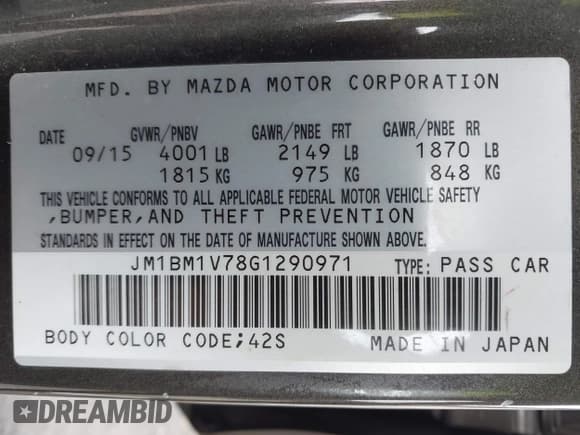 MFD. BY MAZDA MOTOR CORPORATION
DATE GVWR/PNBV GAWR/PNBE FRT GAWR/PNBE RR
09/15 4001 LB 2149 LB 1870 LB
1815 KG 975 KG 848 KG
THIS VEHICLE CONFORMS TO ALL APPLICABLE FEDERAL MOTOR VEHICLE SAFETY
,BUMPER,AND THEFT PREVENTION
STANDARDS IN EFFECT ON THE DATE OF MANUFACTURE SHOWN ABOVE.
JM1BM1V78G1290971 TYPE: PASS CAR
BODY COLOR CODE;42S MADE IN JAPAN
DREAMBID